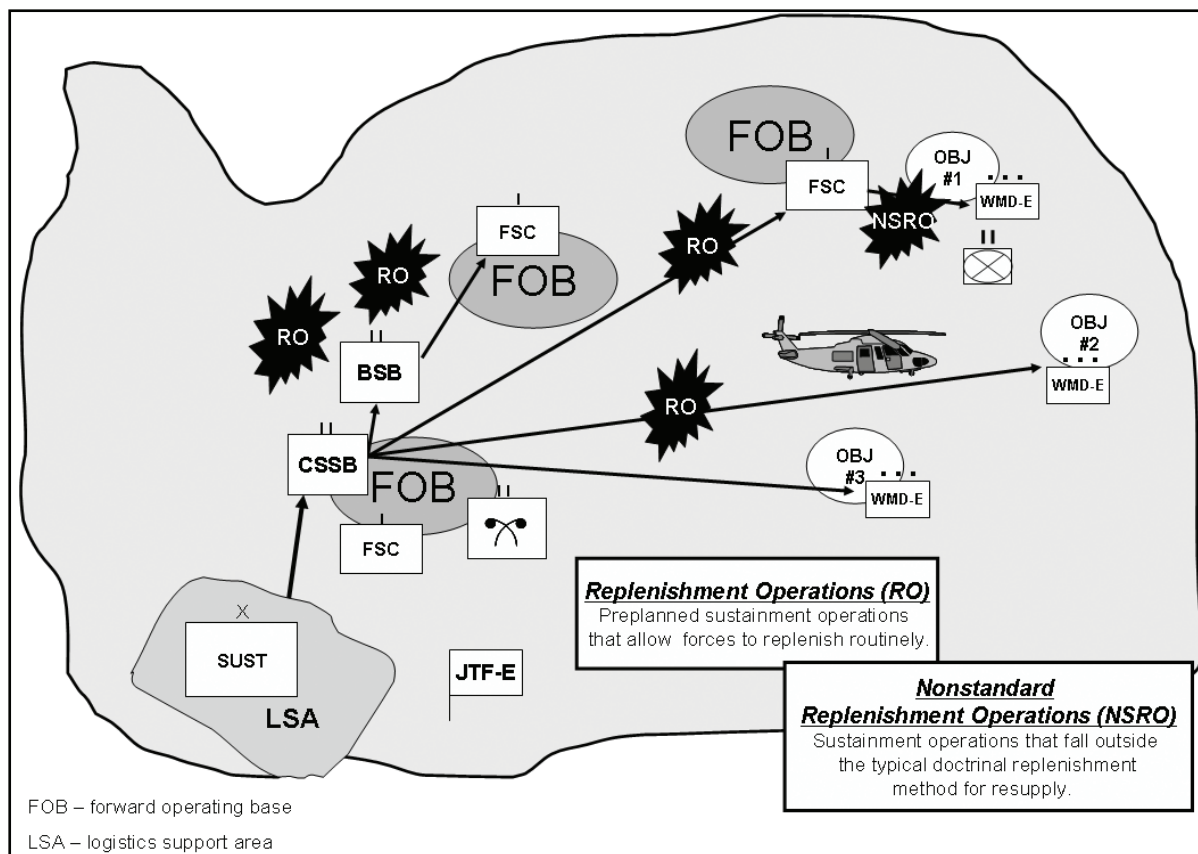 FOB
FSC
OBJ
#1
WMD-E
NSRO
FSC
FOB
RO
RO
RO
OBJ
#2
WMD-E
BSB
RO
CSSB
FOB
OBJ
#3
WMD-E
FSC
X
SUST
LSA
JTF-E
Replenishment Operations (RO)
Preplanned sustainment operations
that allow forces to replenish routinely.
Nonstandard
Replenishment Operations (NSRO)
Sustainment operations that fall outside
the typical doctrinal replenishment
method for resupply.
FOB – forward operating base
LSA – logistics support area